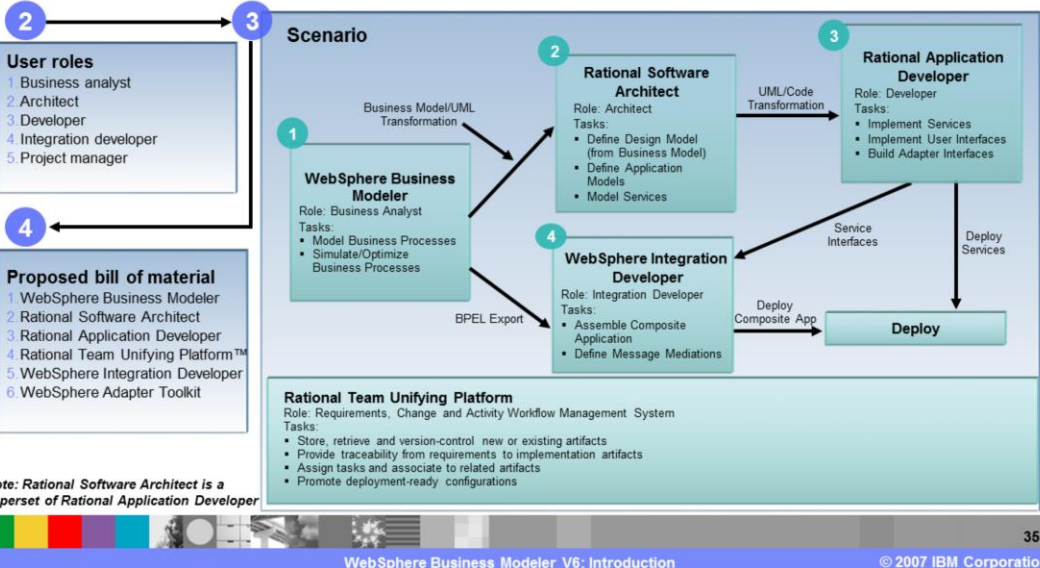 2
3
User roles
1. Business analyst
2. Architect
3. Developer
4. Integration developer
5. Project manager
4
Proposed bill of material
1. WebSphere Business Modeler
2. Rational Software Architect
3. Rational Application Developer
4. Rational Team Unifying Platform™
5. WebSphere Integration Developer
6. WebSphere Adapter Toolkit
Rational Software Architect is a
of Rational Application Developer
Scenario
1
WebSphere Business
Modeler
Role: Business Analyst
Tasks:
▪ Model Business Processes
▪ Simulate/Optimize
Business Processes
Business Model/UML
Transformation
BPEL Export
2
Rational Software
Architect
Role: Architect
Tasks:
▪ Define Design Model
(from Business Model)
▪ Define Application
Models
▪ Model Services
UML/Code
Transformation
3
Rational Application
Developer
Role: Developer
Tasks:
▪ Implement Services
▪ Implement User Interfaces
▪ Build Adapter Interfaces
Service
Interfaces
Deploy
Services
4
WebSphere Integration
Developer
Role: Integration Developer
Tasks:
▪ Assemble Composite
Application
▪ Define Message Mediations
Deploy
Composite App
Deploy
Rational Team Unifying Platform
Role: Requirements, Change and Activity Workflow Management System
Tasks:
▪ Store, retrieve and version-control new or existing artifacts
▪ Provide traceability from requirements to implementation artifacts
▪ Assign tasks and associate to related artifacts
▪ Promote deployment-ready configurations
35
WebSphere Business Modeler V6: Introduction
© 2007 IBM Corporatio